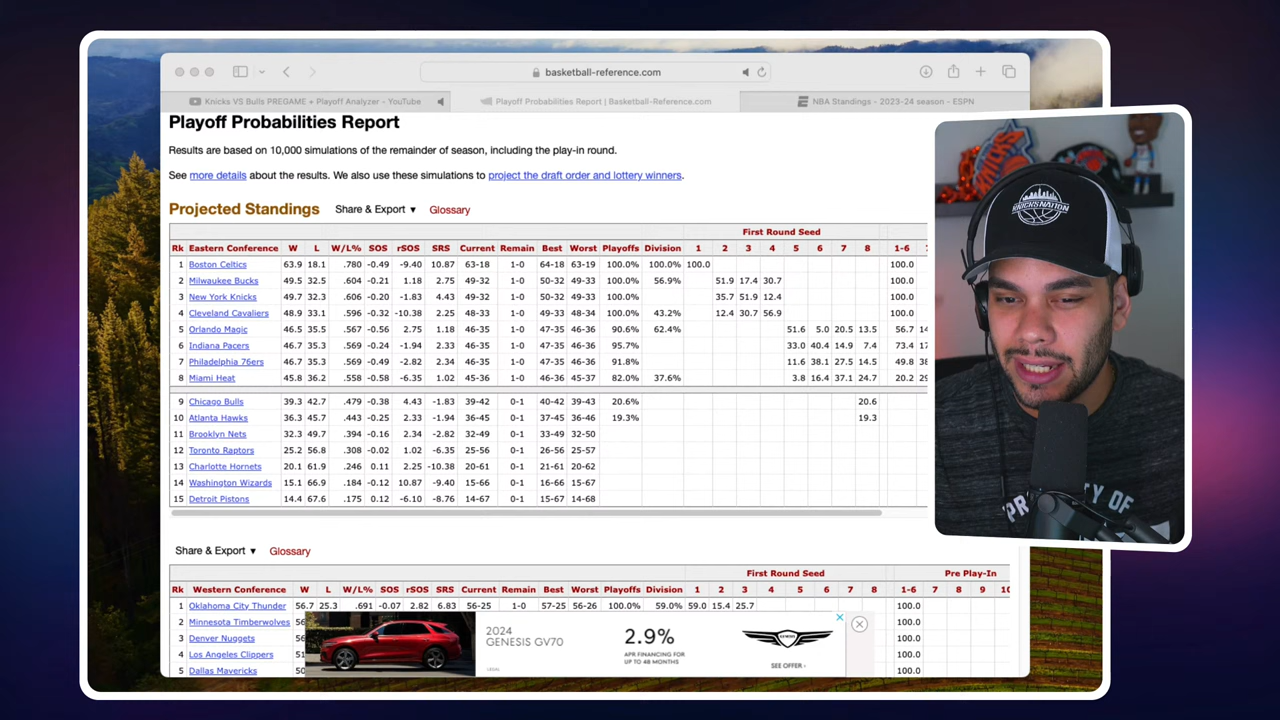 basketball-reference.com
Knicks VS Bulls PREGAME + Playoff Analyzer - YouTube
Playoff Probabilities Report | Basketball-Reference.com
NBA Standings - 2023-24 season - ESPN
Playoff Probabilities Report
Results are based on 10,000 simulations of the remainder of season, including the play-in round.
See more details about the results. We also use these simulations to project the draft order and lottery winners.
Projected Standings Share & Export ▼ Glossary
First Round Seed
Rk Eastern Conference W L W/L% SOS rSOS SRS Current Remain Best Worst Playoffs Division 1 2 3 4 5 6 7 8 1-6
1 Boston Celtics 63.9 18.1 .780 -0.49 -9.40 10.87 63-18 1-0 64-18 63-19 100.0% 100.0% 100.0 100.0
2 Milwaukee Bucks 49.5 32.5 .604 -0.21 1.18 2.75 49-32 1-0 50-32 49-33 100.0% 56.9% 51.9 17.4 30.7 100.0
3 New York Knicks 49.7 32.3 .606 -0.20 -1.83 4.43 49-32 1-0 50-32 49-33 100.0% 35.7 51.9 12.4 100.0
4 Cleveland Cavaliers 48.9 33.1 .596 -0.32 -10.38 2.25 48-33 1-0 49-33 48-34 100.0% 43.2% 12.4 30.7 56.9 100.0
5 Orlando Magic 46.5 35.5 .567 -0.56 2.75 1.18 46-35 1-0 47-35 46-36 90.6% 62.4% 51.6 5.0 20.5 13.5 56.7 14
6 Indiana Pacers 46.7 35.3 .569 -0.24 -1.94 2.33 46-35 1-0 47-35 46-36 95.7% 33.0 40.4 14.9 7.4 73.4 17
7 Philadelphia 76ers 46.7 35.3 .569 -0.49 -2.82 2.34 46-35 1-0 47-35 46-36 91.8% 11.6 38.1 27.5 14.5 49.8 38
8 Miami Heat 45.8 36.2 .558 -0.58 -6.35 1.02 45-36 1-0 46-36 45-37 82.0% 37.6% 3.8 16.4 37.1 24.7 20.2 29
9 Chicago Bulls 39.3 42.7 .479 -0.38 4.43 -1.83 39-42 0-1 40-42 39-43 20.6% 20.6
10 Atlanta Hawks 36.3 45.7 .443 -0.25 2.33 -1.94 36-45 0-1 37-45 36-46 19.3% 19.3
11 Brooklyn Nets 32.3 49.7 .394 -0.16 2.34 -2.82 32-49 0-1 33-49 32-50
12 Toronto Raptors 25.2 56.8 .308 -0.02 1.02 -6.35 25-56 0-1 26-56 25-57
13 Charlotte Hornets 20.1 61.9 .246 0.11 2.25 -10.38 20-61 0-1 21-61 20-62
14 Washington Wizards 15.1 66.9 .184 -0.12 10.87 -9.40 15-66 0-1 16-66 15-67
15 Detroit Pistons 14.4 67.6 .175 0.12 -6.10 -8.76 14-67 0-1 15-67 14-68
Share & Export ▼ Glossary
First Round Seed Pre Play-In
Rk Western Conference W L W/L% SOS rSOS SRS Current Remain Best Worst Playoffs Division 1 2 3 4 5 6 7 8 1-6 7 8 9 10
1 Oklahoma City Thunder 56.7 25.3 .691 -0.07 2.82 6.83 56-25 1-0 57-25 56-26 100.0% 59.0% 59.0 15.4 25.7 100.0
2 Minnesota Timberwolves 56 100.0
3 Denver Nuggets 100.0
4 Los Angeles Clippers 51 100.0
5 Dallas Mavericks 50 100.0
2024
GENESIS GV70
LEGAL
2.9%
APR FINANCING FOR
UP TO 48 MONTHS
GENESIS
SEE OFFER ›
KNICKS
BRICKSNATION
PROPERTY OF